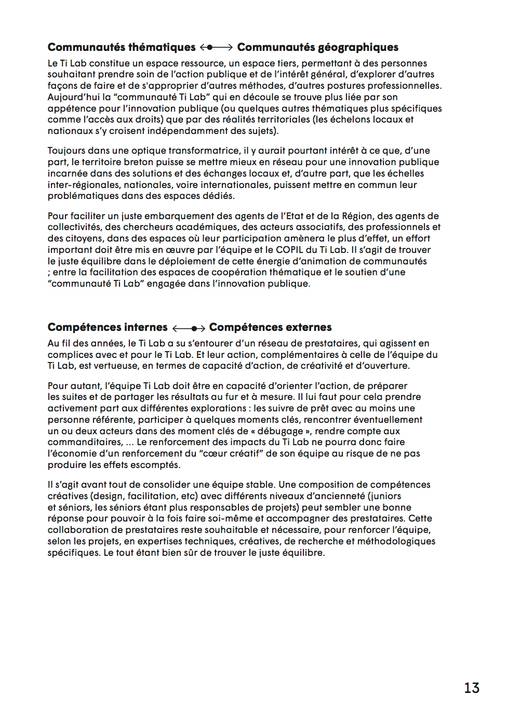 Communautés thématiques ←●→ Communautés géographiques
Le Ti Lab constitue un espace ressource, un espace tiers, permettant à des personnes
souhaitant prendre soin de l'action publique et de l'intérêt général, d'explorer d'autres
façons de faire et de s'approprier d'autres méthodes, d'autres postures professionnelles.
Aujourd'hui la "communauté Ti Lab" qui en découle se trouve plus liée par son
appétence pour l'innovation publique (ou quelques autres thématiques plus spécifiques
comme l'accès aux droits) que par des réalités territoriales (les échelons locaux et
nationaux s'y croisent indépendamment des sujets).
Toujours dans une optique transformatrice, il y aurait pourtant intérêt à ce que, d'une
part, le territoire breton puisse se mettre mieux en réseau pour une innovation publique
incarnée dans des solutions et des échanges locaux et, d'autre part, que les échelles
inter-régionales, nationales, voire internationales, puissent mettre en commun leur
problématiques dans des espaces dédiés.
Pour faciliter un juste embarquement des agents de l'Etat et de la Région, des agents de
collectivités, des chercheurs académiques, des acteurs associatifs, des professionnels et
des citoyens, dans des espaces où leur participation amènera le plus d'effet, un effort
important doit être mis en œuvre par l'équipe et le COPIL du Ti Lab. Il s'agit de trouver
le juste équilibre dans le déploiement de cette énergie d'animation de communautés
; entre la facilitation des espaces de coopération thématique et le soutien d'une
"communauté Ti Lab" engagée dans l'innovation publique.
Compétences internes ←●→ Compétences externes
Au fil des années, le Ti Lab a su s'entourer d'un réseau de prestataires, qui agissent en
complices avec et pour le Ti Lab. Et leur action, complémentaires à celle de l'équipe du
Ti Lab, est vertueuse, en termes de capacité d'action, de créativité et d'ouverture.
Pour autant, l'équipe Ti Lab doit être en capacité d'orienter l'action, de préparer
les suites et de partager les résultats au fur et à mesure. Il lui faut pour cela prendre
activement part aux différentes explorations : les suivre de prêt avec au moins une
personne référente, participer à quelques moments clés, rencontrer éventuellement
un ou deux acteurs dans des moment clés de « débugage », rendre compte aux
commanditaires, ... Le renforcement des impacts du Ti Lab ne pourra donc faire
l'économie d'un renforcement du "cœur créatif" de son équipe au risque de ne pas
produire les effets escomptés.
Il s'agit avant tout de consolider une équipe stable. Une composition de compétences
créatives (design, facilitation, etc) avec différents niveaux d'ancienneté (juniors
et séniors, les séniors étant plus responsables de projets) peut sembler une bonne
réponse pour pouvoir à la fois faire soi-même et accompagner des prestataires. Cette
collaboration de prestataires reste souhaitable et nécessaire, pour renforcer l'équipe,
selon les projets, en expertises techniques, créatives, de recherche et méthodologiques
spécifiques. Le tout étant bien sûr de trouver le juste équilibre.
13